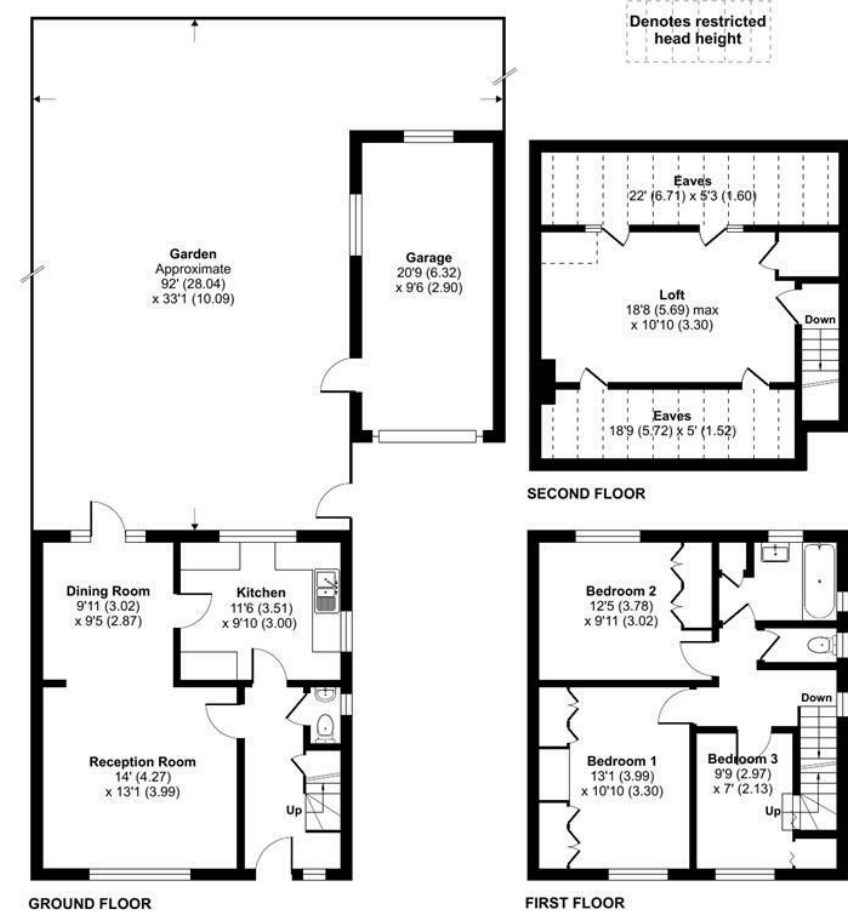 Denotes restricted
head height
Garden
Approximate
92' (28.04)
x 33'1 (10.09)
Garage
20'9 (6.32)
x 9'6 (2.90)
Eaves
22' (6.71) x 5'3 (1.60)
Loft
18'8 (5.69) max
x 10'10 (3.30)
Down
Eaves
18'9 (5.72) x 5' (1.52)
SECOND FLOOR
Dining Room
9'11 (3.02)
x 9'5 (2.87)
Kitchen
11'6 (3.51)
x 9'10 (3.00)
Reception Room
14' (4.27)
x 13'1 (3.99)
Up
GROUND FLOOR
Bedroom 2
12'5 (3.78)
x 9'11 (3.02)
Down
Bedroom 1
13'1 (3.99)
x 10'10 (3.30)
Bedroom 3
9'9 (2.97)
x 7' (2.13)
Up
FIRST FLOOR